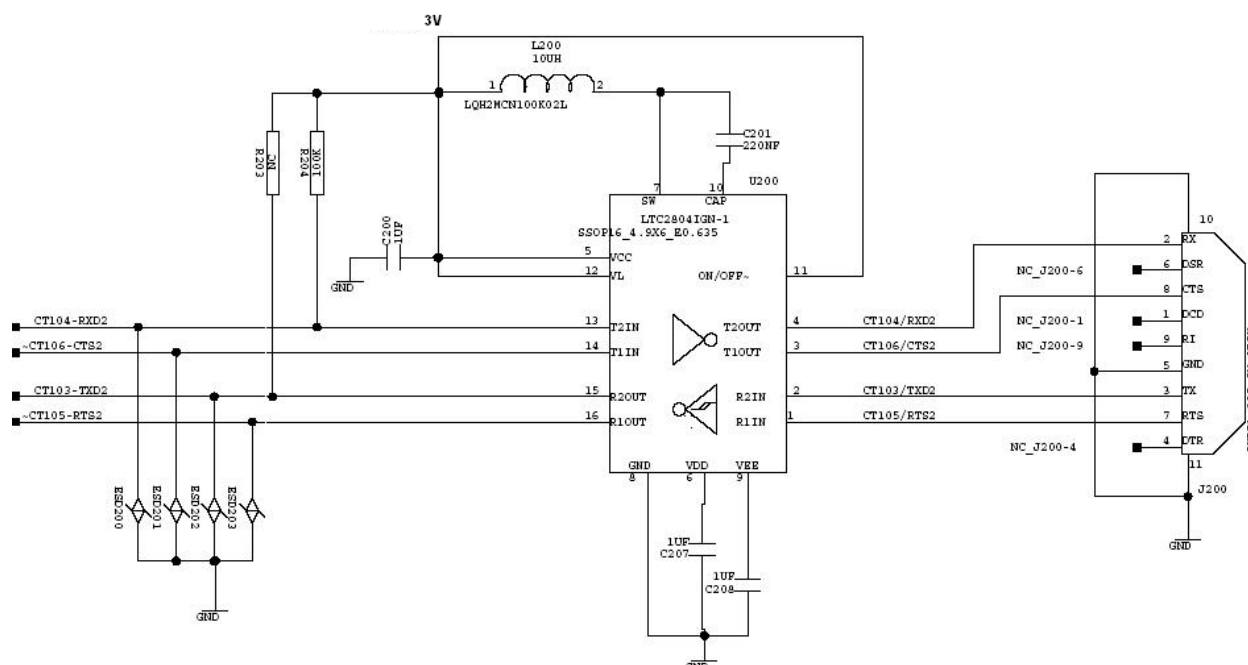 3V
L200
10UH
1
2
LQH2MCN100K02L
R203
NC
R204
100K
C201
220NF
7
10
U200
SW
CAP
LTC2804IGN-1
SSOP16_4.9X6_E0.635
C200
1UF
GND
5
VCC
12
VL
ON/OFF~
11
10
2
RX
NC_J200-6
6
DSR
8
CTS
CT104-RXD2
13
T2IN
T2OUT
4
CT104/RXD2
NC_J200-1
1
DCD
~CT106-CTS2
14
T1IN
T1OUT
3
CT106/CTS2
NC_J200-9
9
RI
5
GND
CT103-TXD2
15
R2OUT
R2IN
2
CT103/TXD2
3
TX
~CT105-RTS2
16
R1OUT
R1IN
1
CT105/RTS2
7
RTS
NC_J200-4
4
DTR
11
J200
GND
GND
VDD
VEE
8
6
9
ESD200
ESD201
ESD202
ESD203
GND
1UF
C207
1UF
C208
GND